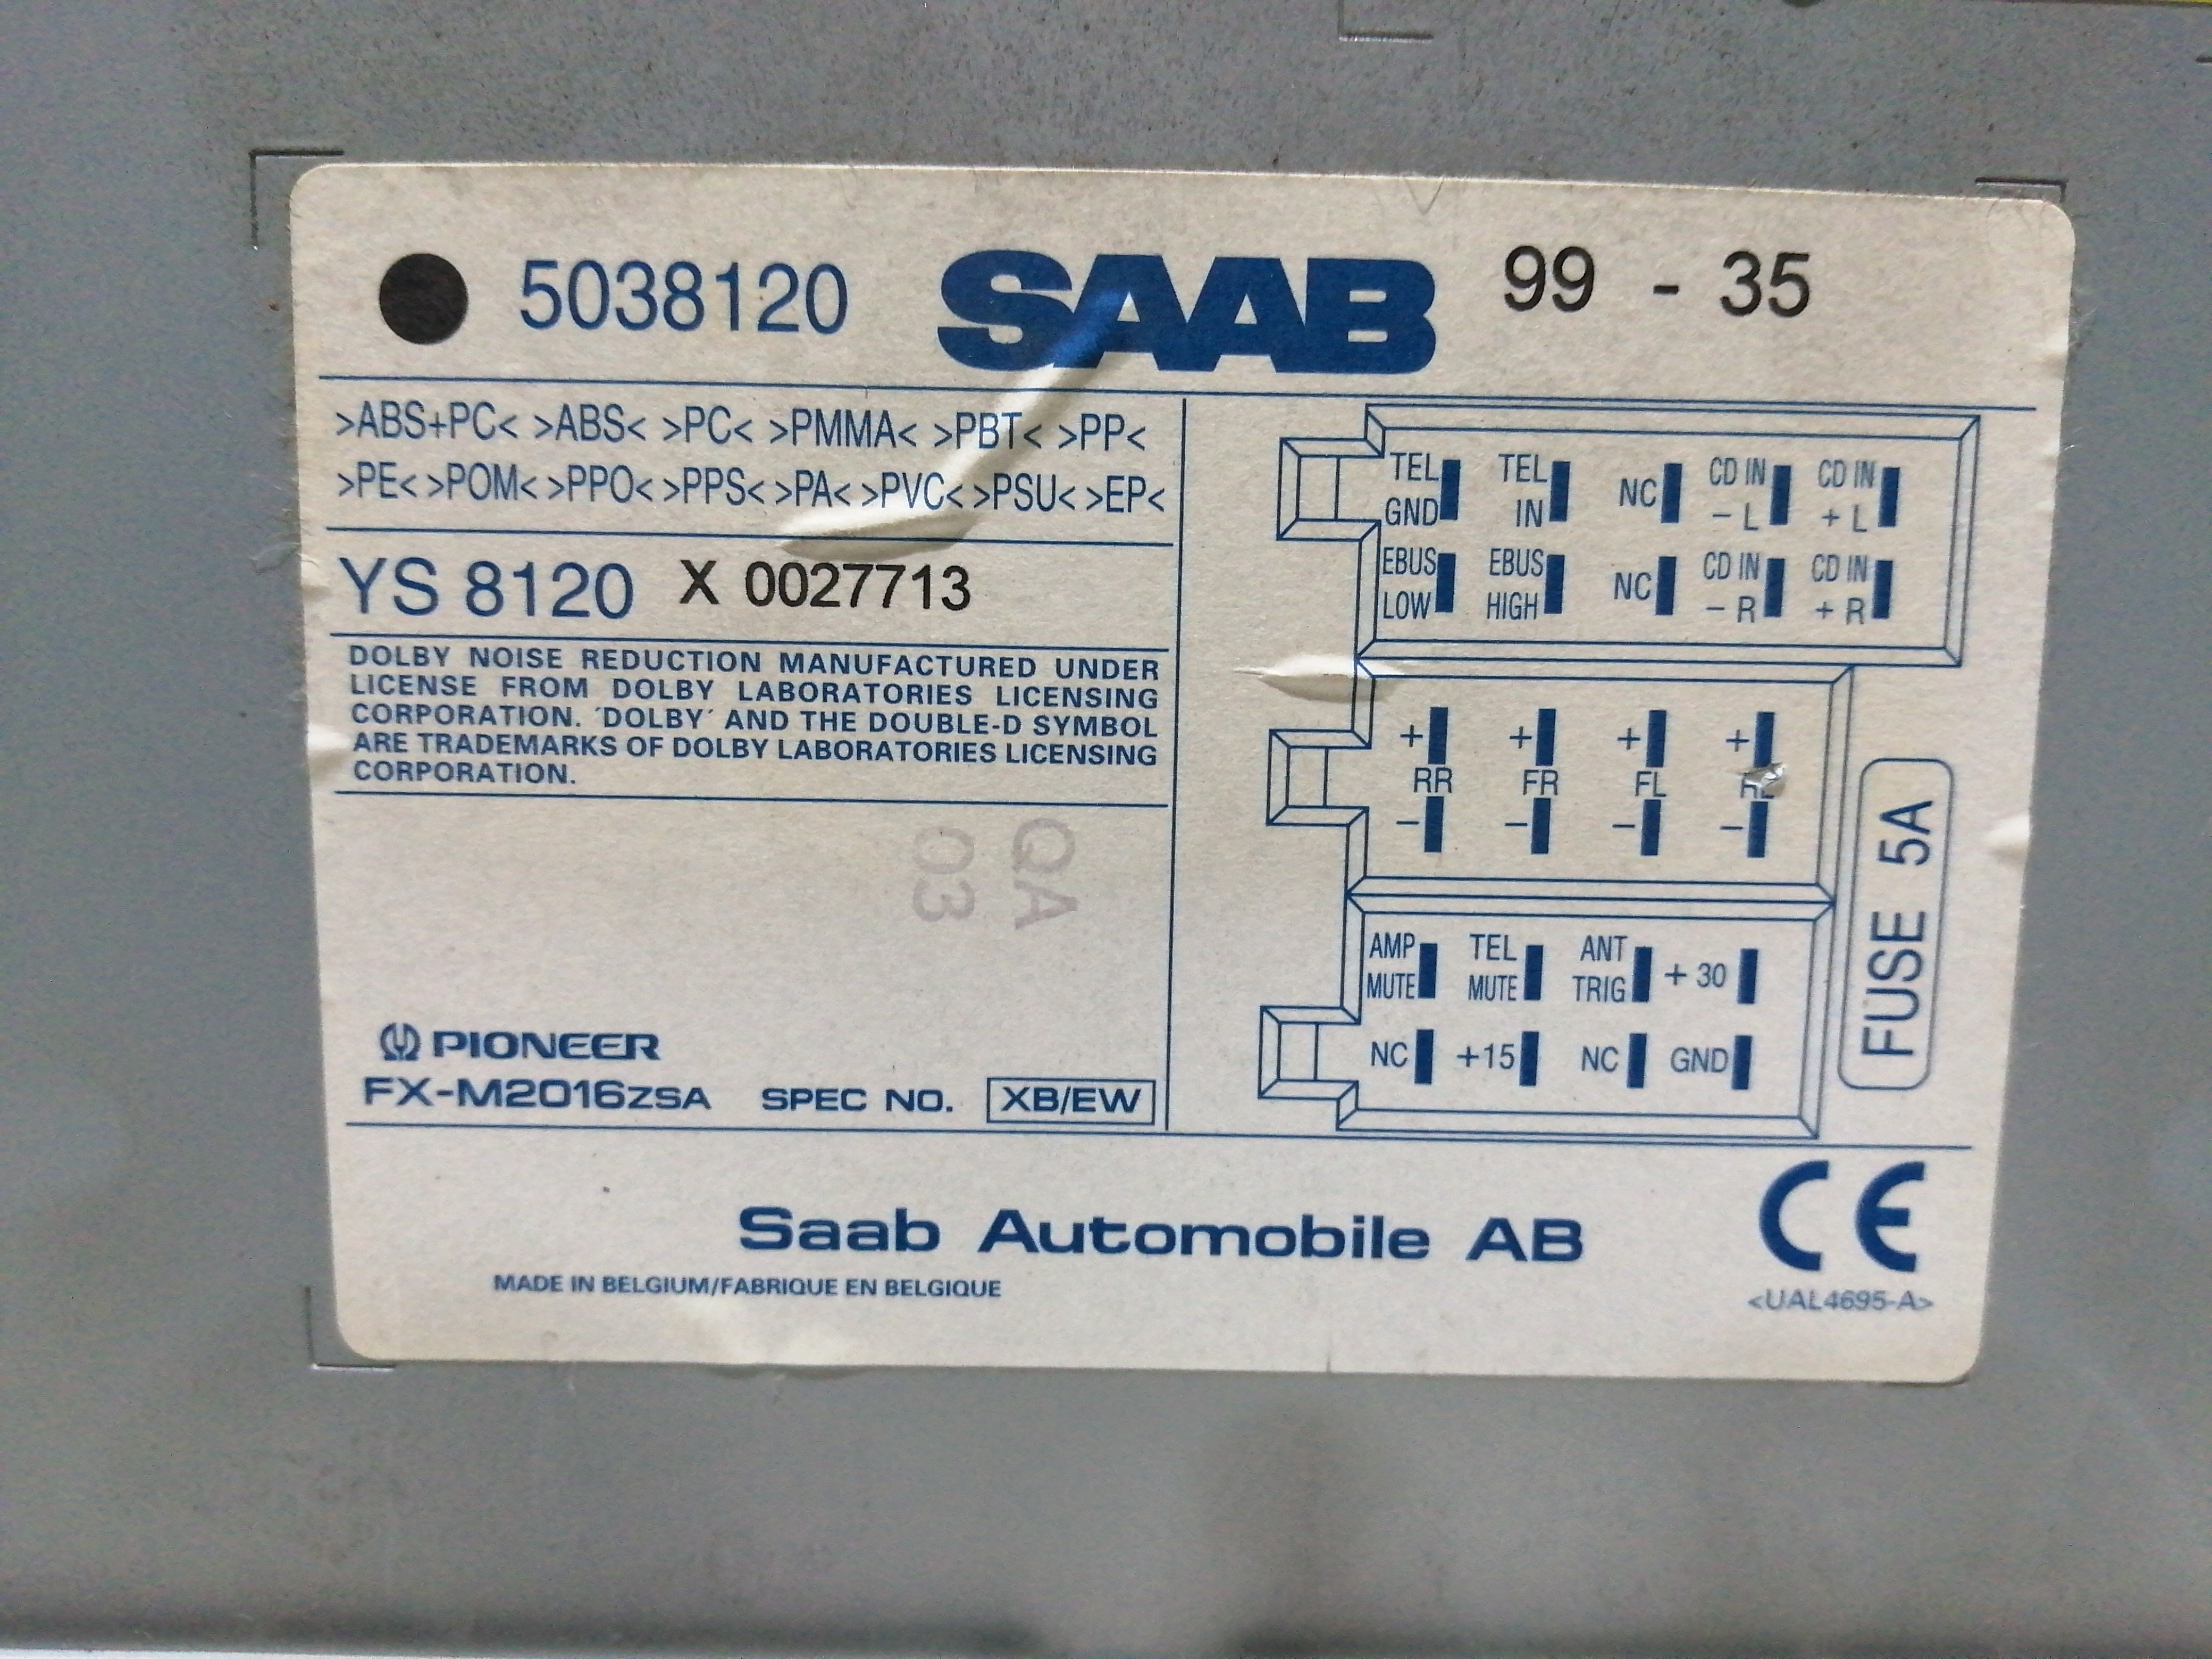 5038120 SAAB 99 - 35
>ABS+PC< >ABS< >PC< >PMMA< >PBT< >PP<
>PE< >POM< >PPO< >PPS< >PA< >PVC< >PSU< >EP<
YS 8120 X 0027713
DOLBY NOISE REDUCTION MANUFACTURED UNDER
LICENSE FROM DOLBY LABORATORIES LICENSING
CORPORATION. 'DOLBY' AND THE DOUBLE-D SYMBOL
ARE TRADEMARKS OF DOLBY LABORATORIES LICENSING
CORPORATION.
QA
03
PIONEER
FX-M2016ZSA SPEC NO. XB/EW
TEL TEL NC CD IN CD IN
GND IN - L + L
EBUS EBUS NC CD IN CD IN
LOW HIGH - R + R
+ + + +
RR FR FL RL
- - - -
AMP TEL ANT + 30
MUTE MUTE TRIG
NC +15 NC GND
FUSE 5A
Saab Automobile AB
CE
MADE IN BELGIUM/FABRIQUE EN BELGIQUE
<UAL4695-A>